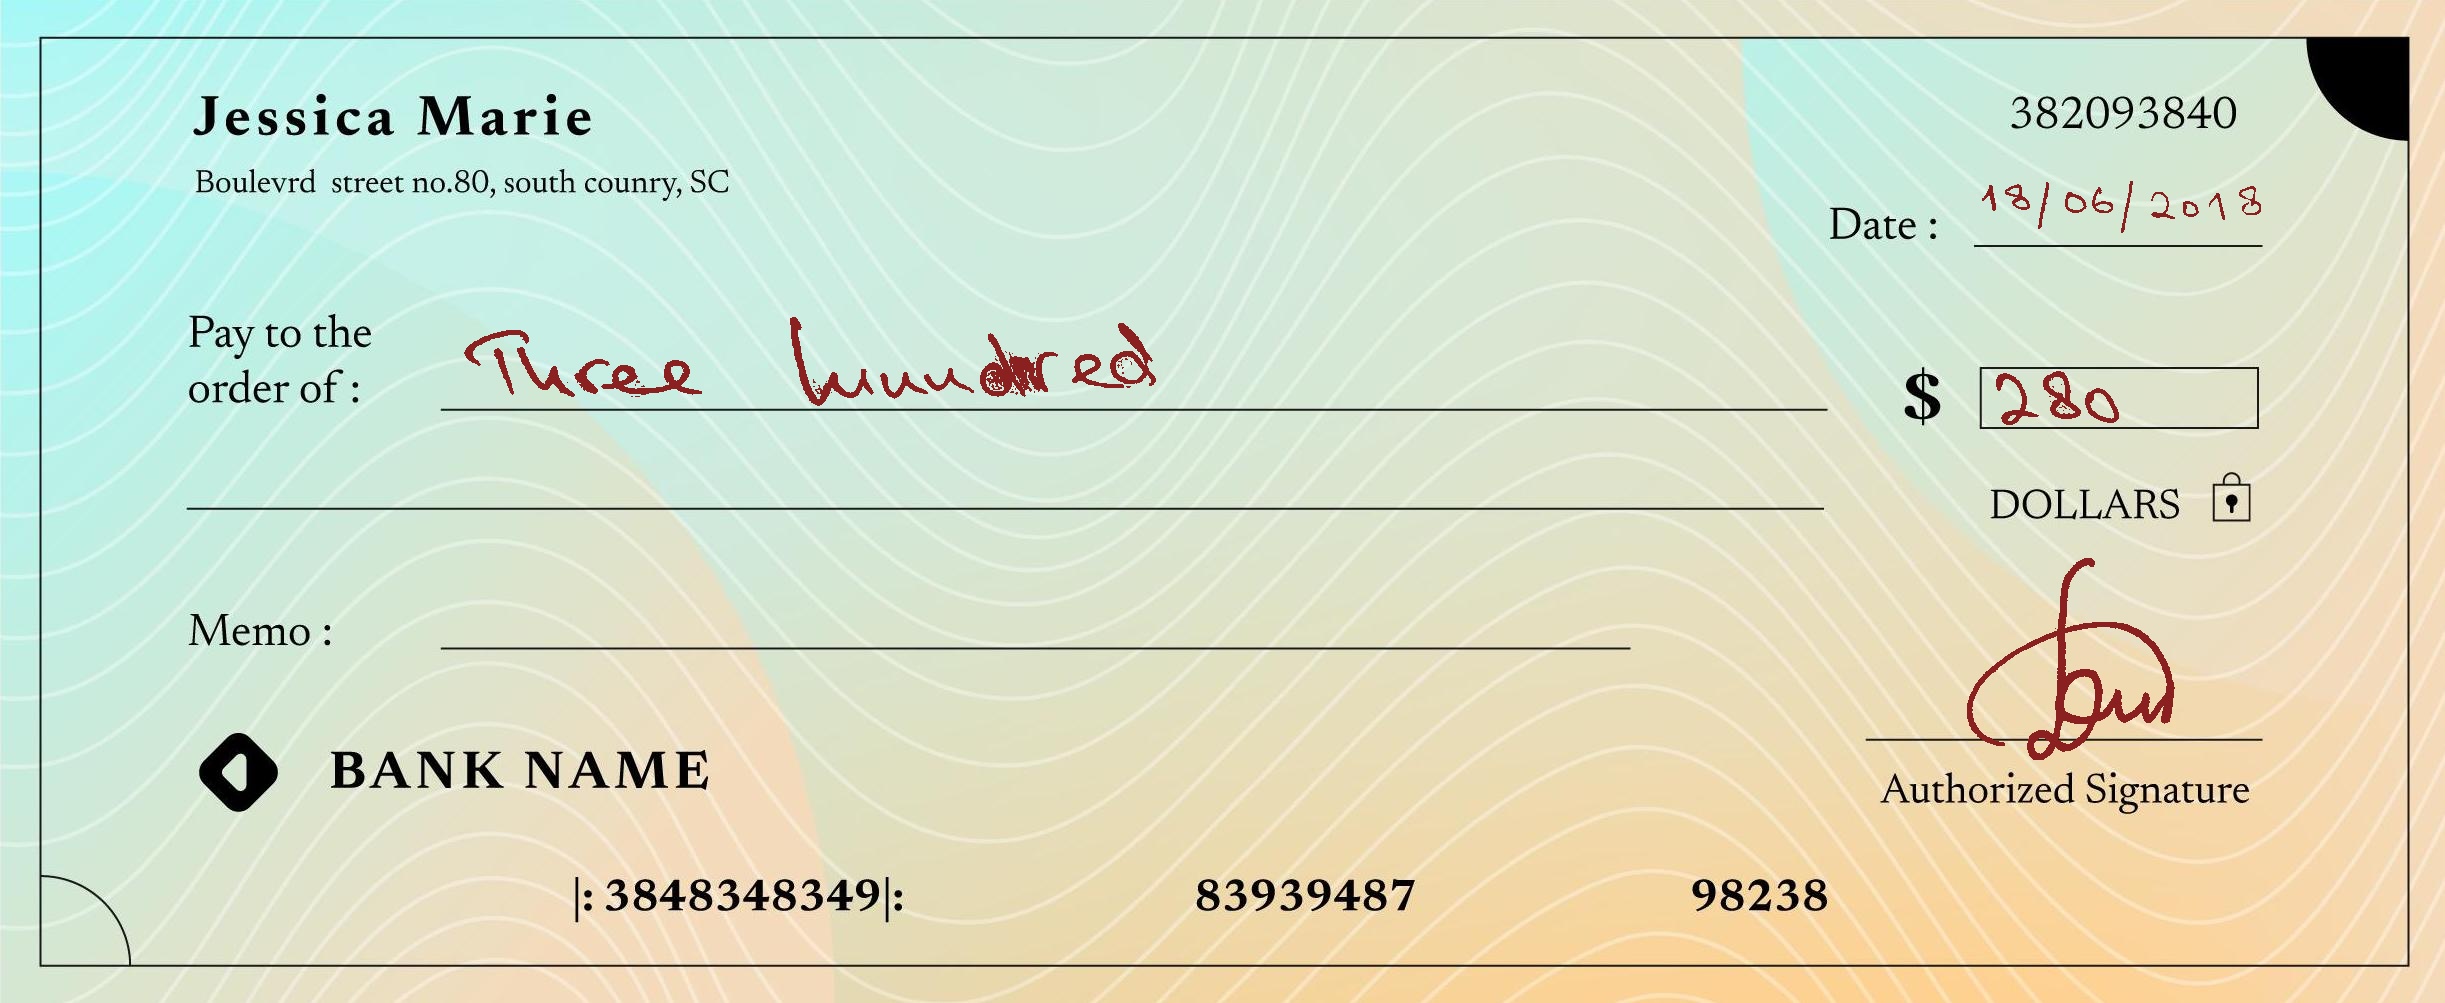 Jessica Marie
382093840
Boulevrd street no.80, south counry, SC
Date : 18/06/2018
Pay to the
order of : Three hunndred
$ 280
DOLLARS
Memo :
BANK NAME
Authorized Signature
|: 3848348349|: 83939487 98238